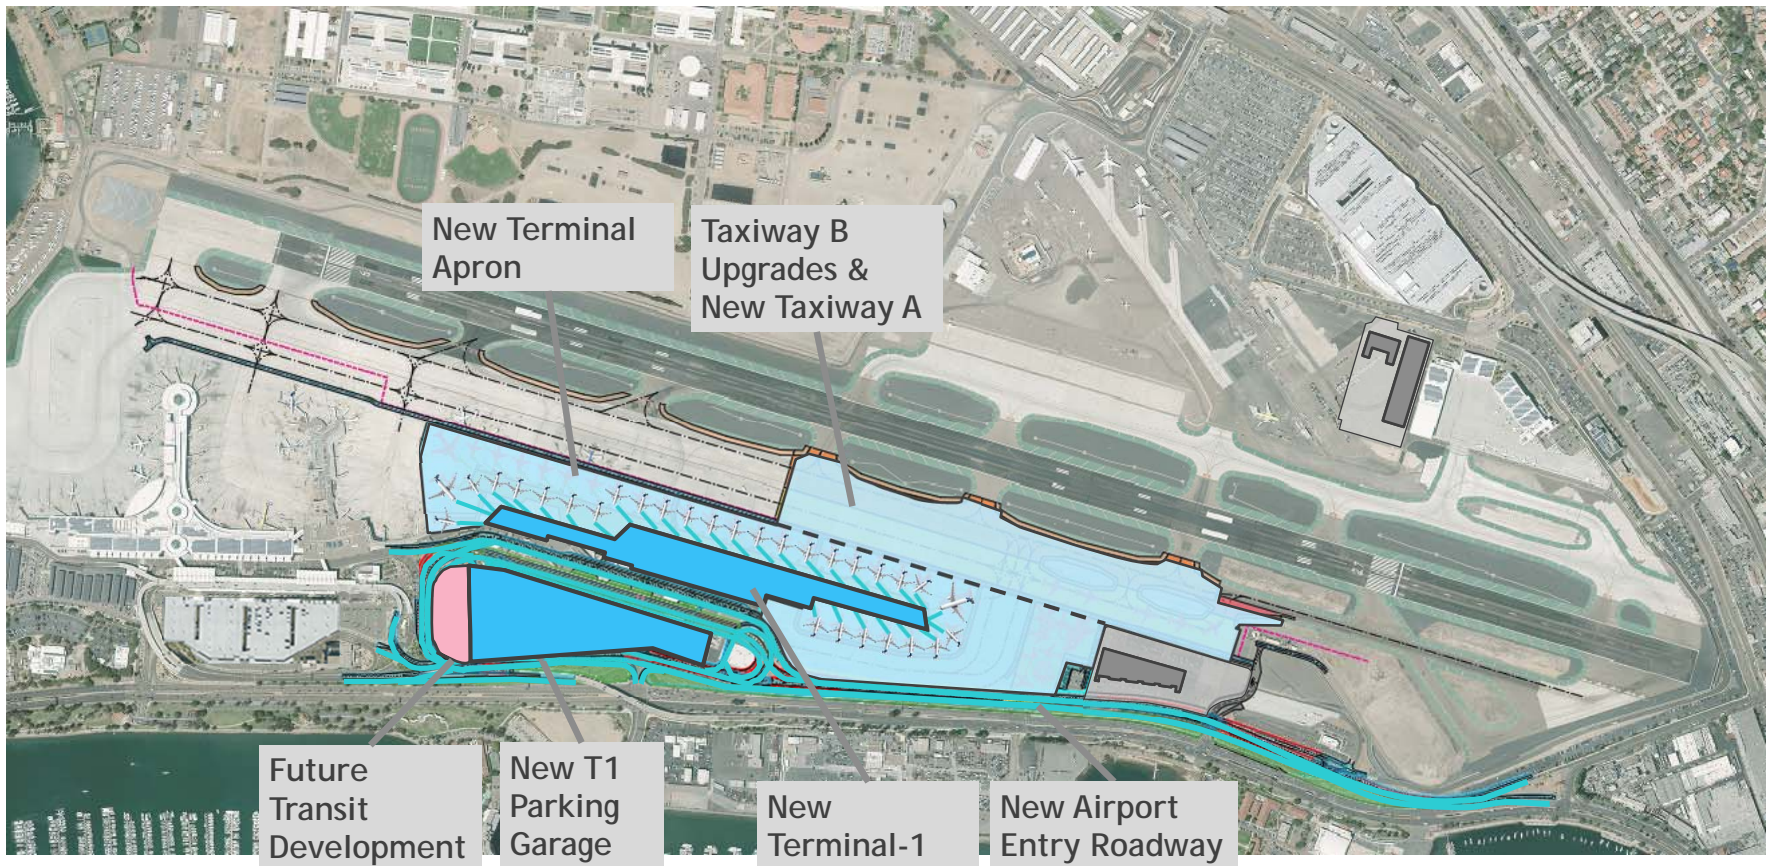 New Terminal
Apron
Taxiway B
Upgrades &
New Taxiway A
Future
Transit
Development
New T1
Parking
Garage
New
Terminal-1
New Airport
Entry Roadway